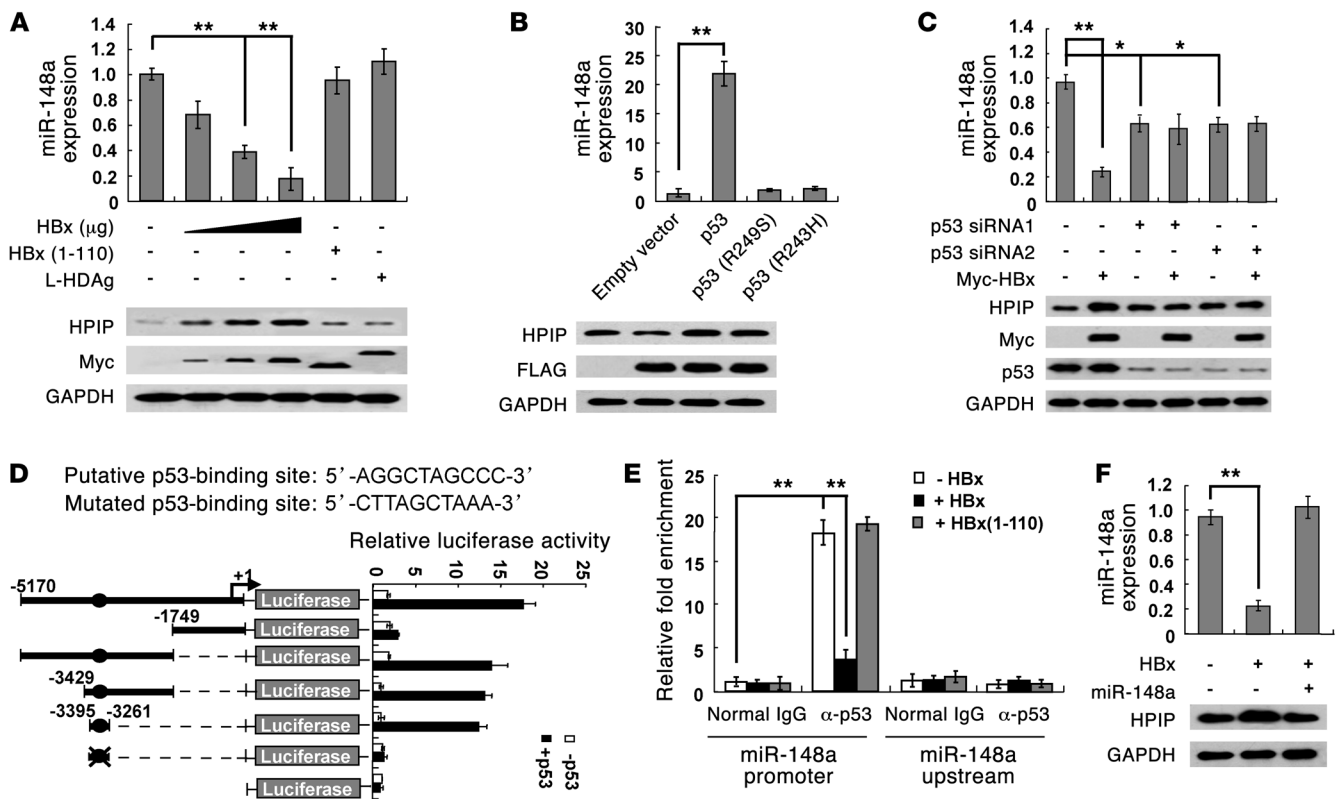 A
miR-148a
expression
1.4
1.2
1.0
0.8
0.6
0.4
0.2
0
** **
HBx (μg) - - -
HBx (1-110) - - - - + -
L-HDAg - - - - - +
HPIP
Myc
GAPDH
B
miR-148a
expression
30
25
20
15
10
5
0
**
Empty vector
p53
p53 (R249S)
p53 (R243H)
HPIP
FLAG
GAPDH
C
miR-148a
expression
1.4
1.2
1.0
0.8
0.6
0.4
0.2
0
**
* *
p53 siRNA1 - - + + - -
p53 siRNA2 - - - - + +
Myc-HBx - + - + - +
HPIP
Myc
p53
GAPDH
D
Putative p53-binding site: 5'-AGGCTAGCCC-3'
Mutated p53-binding site: 5'-CTTAGCTAAA-3'
Relative luciferase activity
0 5 10 15 20 25
-5170 +1
Luciferase
-1749
Luciferase
Luciferase
-3429
Luciferase
-3395 -3261
Luciferase
Luciferase
Luciferase
-p53
+p53
E
Relative fold enrichment
25
20
15
10
5
0
** **
- HBx
+ HBx
+ HBx(1-110)
Normal IgG α-p53 Normal IgG α-p53
miR-148a
promoter
miR-148a
upstream
F
miR-148a
expression
1.2
1.0
0.8
0.6
0.4
0.2
0
**
HBx - + +
miR-148a - - +
HPIP
GAPDH